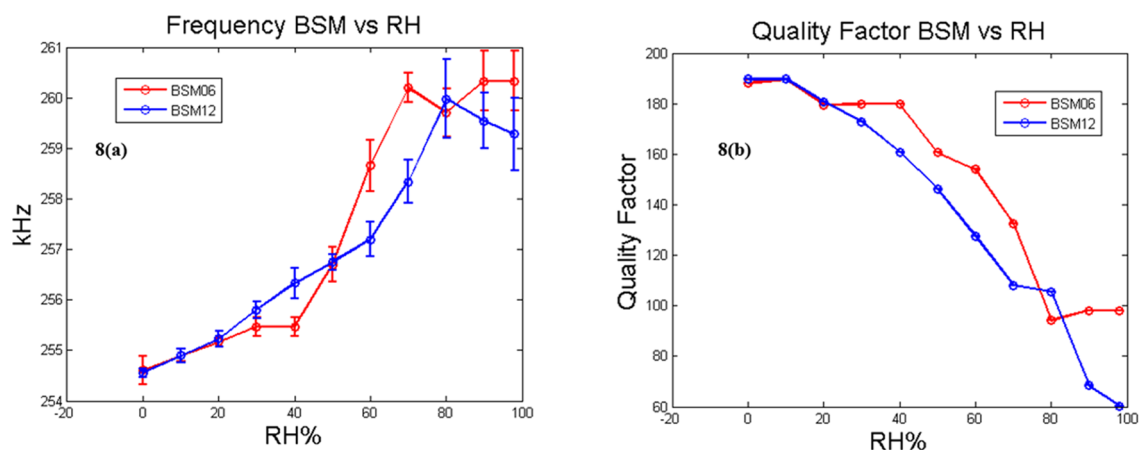 Frequency BSM vs RH
261
260
259
258
257
256
255
254
-20
0
20
40
60
80
100
kHz
RH%
BSM06
BSM12
8(a)
Quality Factor BSM vs RH
200
180
160
140
120
100
80
60
-20
0
20
40
60
80
100
Quality Factor
RH%
BSM06
BSM12
8(b)